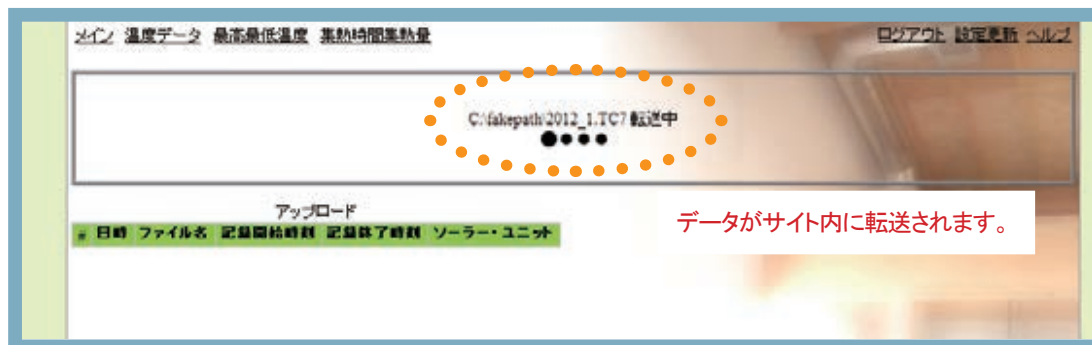 メイン 温度データ 最高最低温度 集熱時間集熱量 ログアウト 設定更新 ヘルプ
C:\fakepath\2012_1.TC7 転送中
アップロード
# 日時 ファイル名 記録開始時刻 記録終了時刻 ソーラー・ユニット
データがサイト内に転送されます。